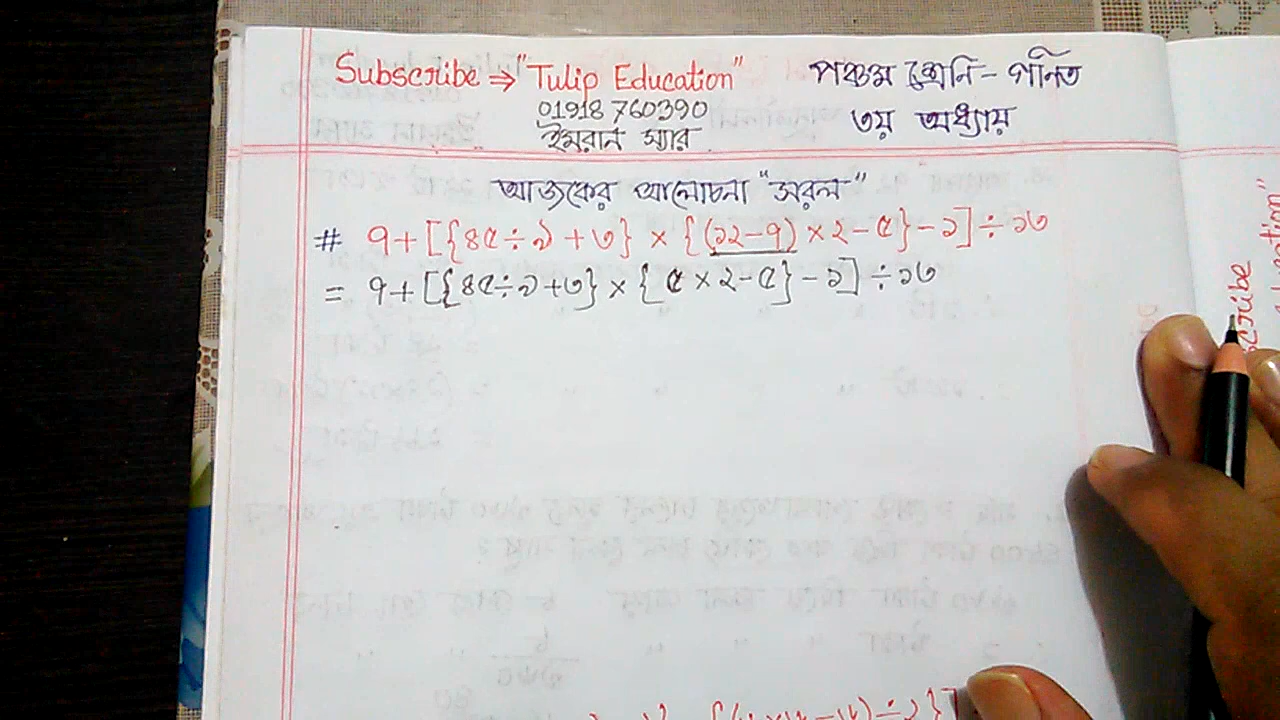 Subscribe ⇒ "Tulip Education"
01918 760390
ইমরান স্যার
পঞ্চম শ্রেনি - গনিত
৩য় অধ্যায়
আজকের আলোচনা "সরল"
# ৭+[{৪৫÷৯+৩} × {(১২-৭)×২-৫}-১]÷১৩
= ৭+[{৪৫÷৯+৩}×{৫×২-৫}-১]÷১৩